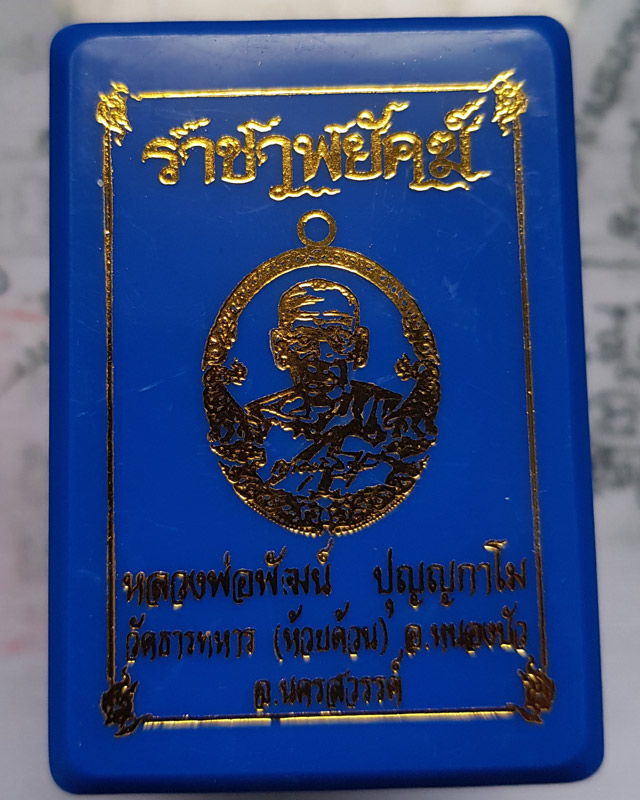 ราชาพยัคฆ์
หลวงพ่อพัฒน์ ปุญญกาโม
วัดธารทหาร (ห้วยด้วน) อ.หนองบัว
จ.นครสวรรค์